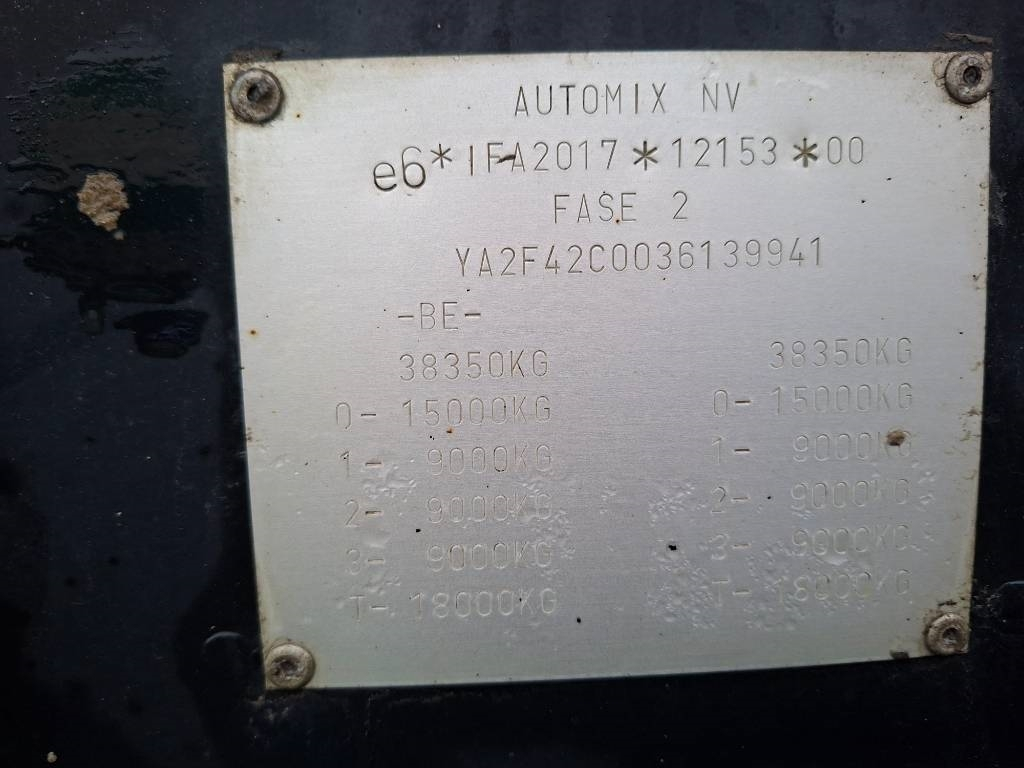 AUTOMIX NV
e6*IFA2017*12153*00
FASE 2
YA2F42C0036139941
-BE-
38350KG 38350KG
0- 15000KG 0- 15000KG
1- 9000KG 1- 9000KG
2- 9000KG 2- 9000KG
3- 9000KG 3- 9000KG
T- 18000KG T- 18000KG